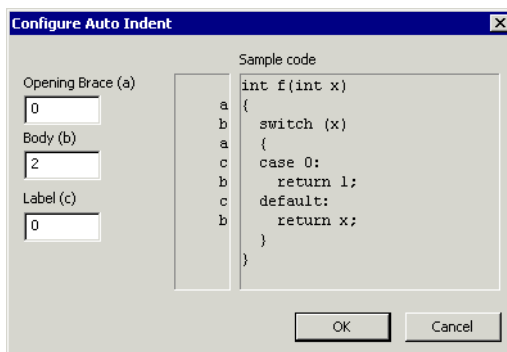 Configure Auto Indent
Sample code
Opening Brace (a)
0
Body (b)
2
Label (c)
0
int f(int x)
a {
b   switch (x)
a   {
c   case 0:
b     return 1;
c   default:
b     return x;
    }
  }
OK
Cancel